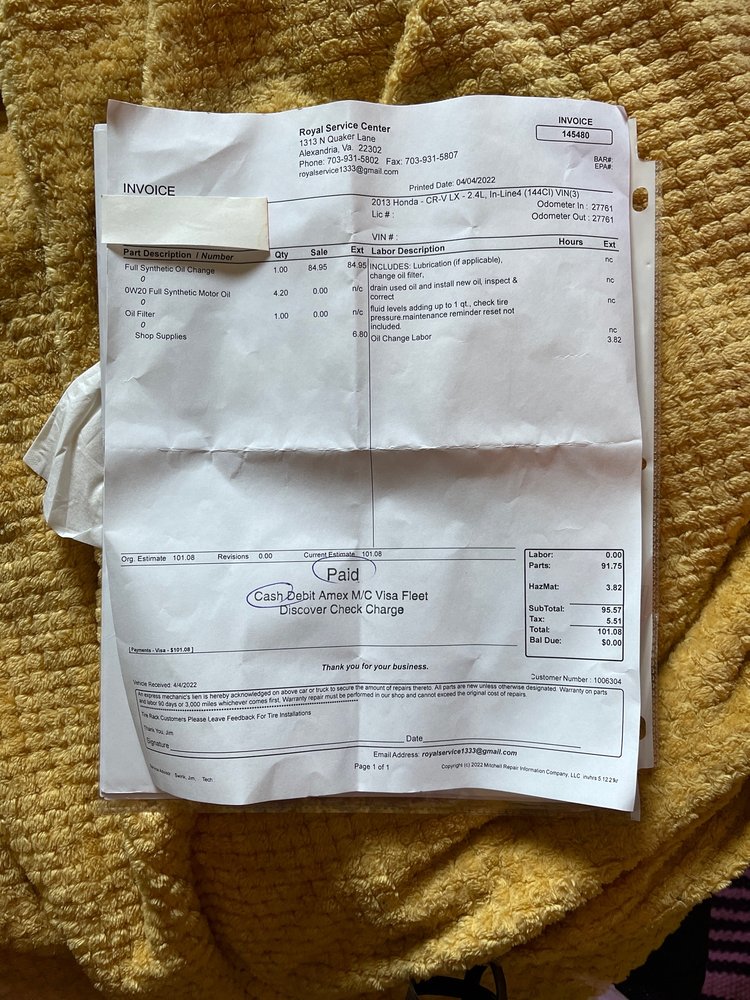 Royal Service Center
1313 N Quaker Lane
Alexandria, Va. 22302
Phone: 703-931-5802 Fax: 703-931-5807
royalservice1333@gmail.com
INVOICE
145480
BAR#:
EPA#:
INVOICE
Printed Date: 04/04/2022
2013 Honda - CR-V LX - 2.4L, In-Line4 (144CI) VIN(3)
Lic # :
Odometer In : 27761
Odometer Out : 27761
VIN # :
Part Description / Number Qty Sale Ext
Full Synthetic Oil Change 1.00 84.95 84.95
0
0W20 Full Synthetic Motor Oil 4.20 0.00 n/c
0
Oil Filter 1.00 0.00 n/c
0
Shop Supplies 6.80
Labor Description Hours Ext
INCLUDES: Lubrication (if applicable), nc
change oil filter,
drain used oil and install new oil, inspect & nc
correct
fluid levels adding up to 1 qt., check tire nc
pressure.maintenance reminder reset not
included.
nc
Oil Change Labor 3.82
Org. Estimate 101.08 Revisions 0.00 Current Estimate 101.08
Paid
Cash Debit Amex M/C Visa Fleet
Discover Check Charge
Labor: 0.00
Parts: 91.75
HazMat: 3.82
SubTotal: 95.57
Tax: 5.51
Total: 101.08
Bal Due: $0.00
[ Payments - Visa - $101.08 ]
Thank you for your business.
Vehicle Received: 4/4/2022
Customer Number : 1006304
An express mechanic's lien is hereby acknowledged on above car or truck to secure the amount of repairs thereto. All parts are new unless otherwise designated. Warranty on parts
and labor 90 days or 3,000 miles whichever comes first. Warranty repair must be performed in our shop and cannot exceed the original cost of repairs.
Tire Rack Customers Please Leave Feedback For Tire Installations
Thank You, Jim
Signature
Date
Email Address: royalservice1333@gmail.com
Service Advisor Swink, Jim, Tech
Page 1 of 1
Copyright (c) 2022 Mitchell Repair Information Company, LLC